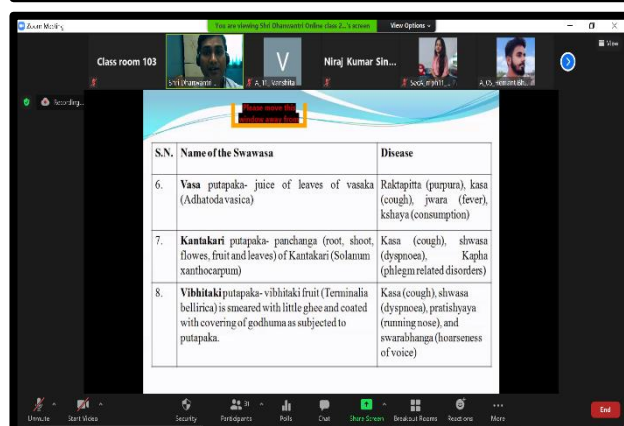 Zoom Meeting
You are viewing Shri Dhanwantri Online class 2...'s screen
View Options
View
Class room 103
V
Niraj Kumar Sin...
Shri Dhanwantri ...
A_11_Vanshita
A_05_Hemant Bh...
Recording...
Please move this
window away from
S.N. Name of the Swawasa Disease
6. Vasa putapaka- juice of leaves of vasaka (Adhatoda vasica)
Raktapitta (purpura), kasa (cough), jwara (fever), kshaya (consumption)
7. Kantakari putapaka- panchanga (root, shoot, flowes, fruit and leaves) of Kantakari (Solanum xanthocarpum)
Kasa (cough), shwasa (dyspnoea), Kapha (phlegm related disorders)
8. Vibhitaki putapaka- vibhitaki fruit (Terminalia bellirica) is smeared with little ghee and coated with covering of godhuma as subjected to putapaka.
Kasa (cough), shwasa (dyspnoea), pratishyaya (running nose), and swarabhanga (hoarseness of voice)
Unmute
Start Video
Security
31
Participants
Polls
Chat
Share Screen
Breakout Rooms
Reactions
More
End